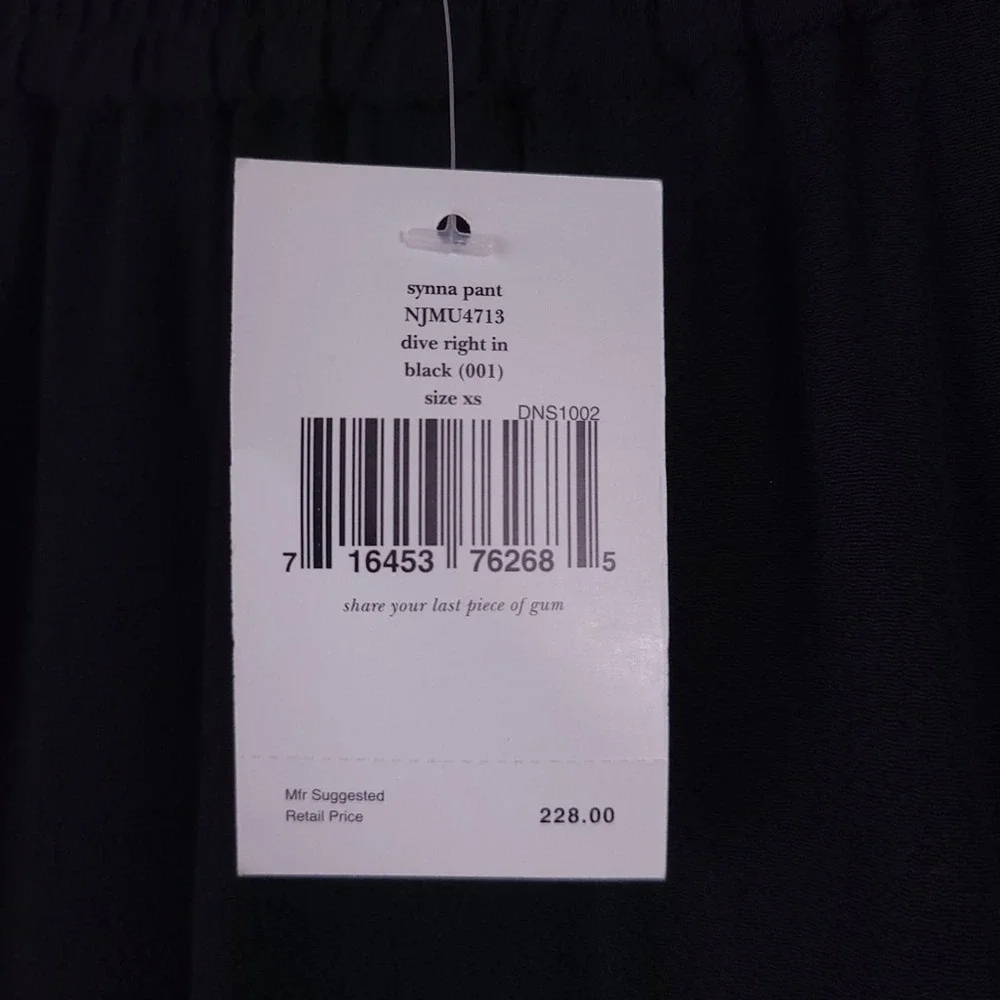 synna pant
NJMU4713
dive right in
black (001)
size xs
DNS1002
7 16453 76268 5
share your last piece of gum
Mfr Suggested
Retail Price 228.00